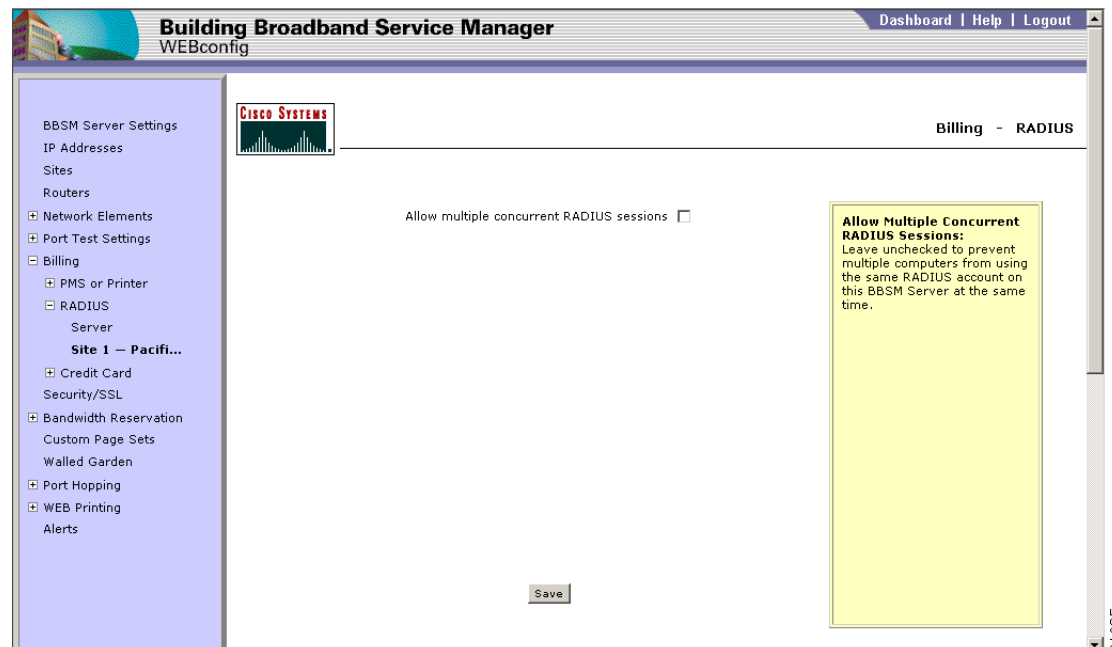 Building Broadband Service Manager
WEBconfig
Dashboard | Help | Logout
BBSM Server Settings
IP Addresses
Sites
Routers
Network Elements
Port Test Settings
Billing
PMS or Printer
RADIUS
Server
Site 1 — Pacifi...
Credit Card
Security/SSL
Bandwidth Reservation
Custom Page Sets
Walled Garden
Port Hopping
WEB Printing
Alerts
CISCO SYSTEMS
Billing - RADIUS
Allow multiple concurrent RADIUS sessions
Save
Allow Multiple Concurrent
RADIUS Sessions:
Leave unchecked to prevent
multiple computers from using
the same RADIUS account on
this BBSM Server at the same
time.